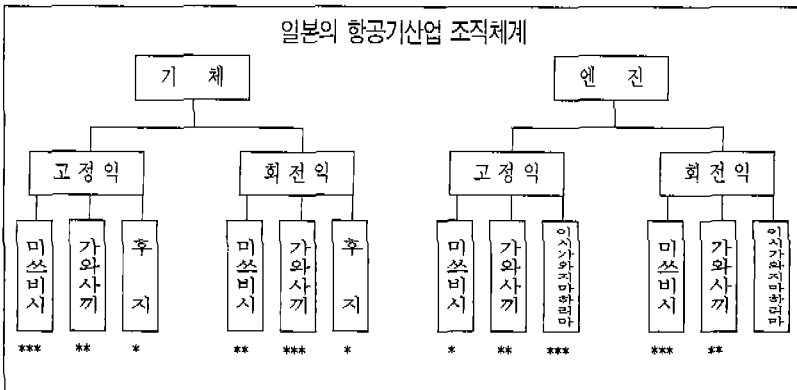 일본의 항공기산업 조직체계
기 체
엔 진
고정익
회전익
고정익
회전익
미쓰비시
가와사끼
후 지
미쓰비시
가와사끼
후 지
미쓰비시
가와사끼
이시가와지마하리마
미쓰비시
가와사끼
이시가와지마하리마
*** ** * ** *** * * ** *** *** **